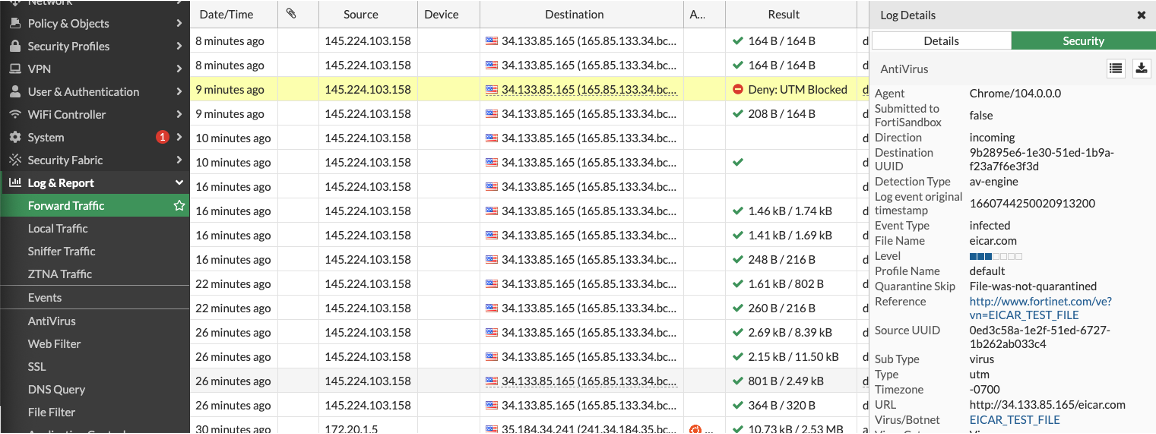 Network
Policy & Objects
Security Profiles
VPN
User & Authentication
WiFi Controller
System 1
Security Fabric
Log & Report
Forward Traffic
Local Traffic
Sniffer Traffic
ZTNA Traffic
Events
AntiVirus
Web Filter
SSL
DNS Query
File Filter
Date/Time Source Device Destination A... Result
8 minutes ago 145.224.103.158 34.133.85.165 (165.85.133.34.bc... 164 B / 164 B
8 minutes ago 145.224.103.158 34.133.85.165 (165.85.133.34.bc... 164 B / 164 B
9 minutes ago 145.224.103.158 34.133.85.165 (165.85.133.34.bc... Deny: UTM Blocked
9 minutes ago 145.224.103.158 34.133.85.165 (165.85.133.34.bc... 208 B / 164 B
10 minutes ago 145.224.103.158 34.133.85.165 (165.85.133.34.bc...
10 minutes ago 145.224.103.158 34.133.85.165 (165.85.133.34.bc...
16 minutes ago 145.224.103.158 34.133.85.165 (165.85.133.34.bc...
16 minutes ago 145.224.103.158 34.133.85.165 (165.85.133.34.bc... 1.46 kB / 1.74 kB
16 minutes ago 145.224.103.158 34.133.85.165 (165.85.133.34.bc... 1.41 kB / 1.69 kB
16 minutes ago 145.224.103.158 34.133.85.165 (165.85.133.34.bc... 248 B / 216 B
22 minutes ago 145.224.103.158 34.133.85.165 (165.85.133.34.bc... 1.61 kB / 802 B
22 minutes ago 145.224.103.158 34.133.85.165 (165.85.133.34.bc... 260 B / 216 B
26 minutes ago 145.224.103.158 34.133.85.165 (165.85.133.34.bc... 2.69 kB / 8.39 kB
26 minutes ago 145.224.103.158 34.133.85.165 (165.85.133.34.bc... 2.15 kB / 11.50 kB
26 minutes ago 145.224.103.158 34.133.85.165 (165.85.133.34.bc... 801 B / 2.49 kB
26 minutes ago 145.224.103.158 34.133.85.165 (165.85.133.34.bc... 364 B / 320 B
30 minutes ago 172.20.1.5 35.184.34.241 (241.34.184.35.bc... ... 10.73 kB / 2.53 MB
Log Details
Details Security
AntiVirus
Agent Chrome/104.0.0.0
Submitted to
FortiSandbox false
Direction incoming
Destination 9b2895e6-1e30-51ed-1b9a-
UUID f23a7f6e3f3d
Detection Type av-engine
Log event original
timestamp 1660744250020913200
Event Type infected
File Name eicar.com
Level
Profile Name default
Quarantine Skip File-was-not-quarantined
Reference http://www.fortinet.com/ve?
vn=EICAR_TEST_FILE
Source UUID 0ed3c58a-1e2f-51ed-6727-
1b262ab033c4
Sub Type virus
Type utm
Timezone -0700
URL http://34.133.85.165/eicar.com
Virus/Botnet EICAR_TEST_FILE